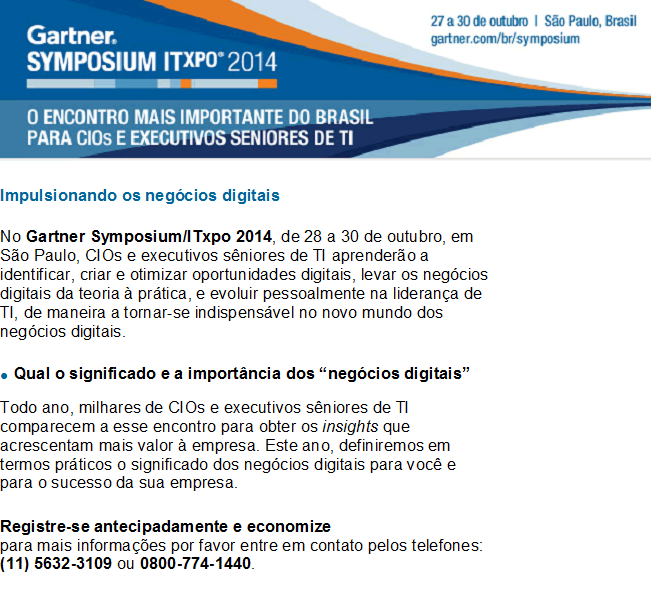 Gartner.
SYMPOSIUM ITXPO® 2014
27 a 30 de outubro | São Paulo, Brasil
gartner.com/br/symposium
O ENCONTRO MAIS IMPORTANTE DO BRASIL
PARA CIOs E EXECUTIVOS SENIORES DE TI
Impulsionando os negócios digitais
No Gartner Symposium/ITxpo 2014, de 28 a 30 de outubro, em
São Paulo, CIOs e executivos sêniores de TI aprenderão a
identificar, criar e otimizar oportunidades digitais, levar os negócios
digitais da teoria à prática, e evoluir pessoalmente na liderança de
TI, de maneira a tornar-se indispensável no novo mundo dos
negócios digitais.
• Qual o significado e a importância dos “negócios digitais”
Todo ano, milhares de CIOs e executivos sêniores de TI
comparecem a esse encontro para obter os insights que
acrescentam mais valor à empresa. Este ano, definiremos em
termos práticos o significado dos negócios digitais para você e
para o sucesso da sua empresa.
Registre-se antecipadamente e economize
para mais informações por favor entre em contato pelos telefones:
(11) 5632-3109 ou 0800-774-1440.